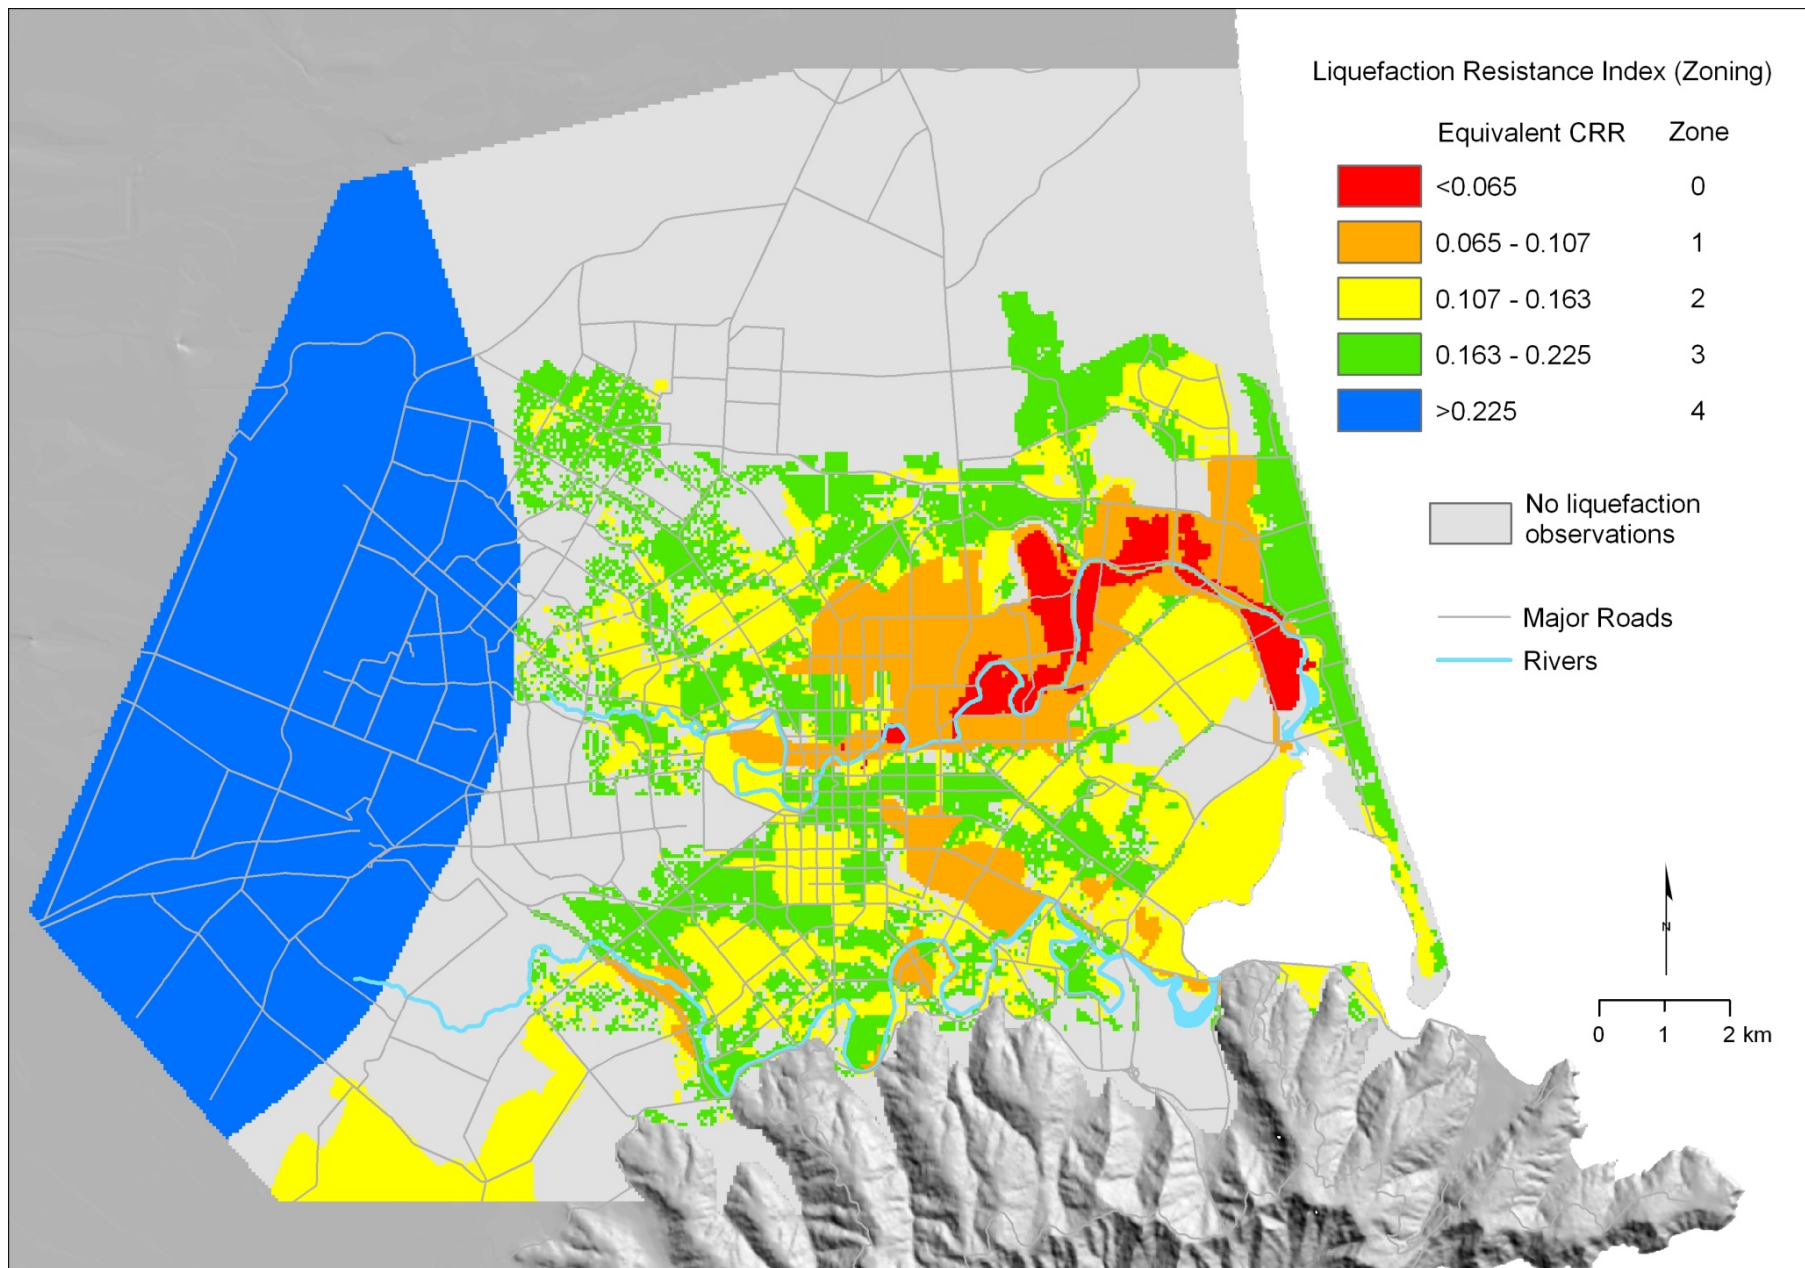 Liquefaction Resistance Index (Zoning)
Equivalent CRR Zone
<0.065 0
0.065 - 0.107 1
0.107 - 0.163 2
0.163 - 0.225 3
>0.225 4
No liquefaction
observations
Major Roads
Rivers
N
0 1 2 km